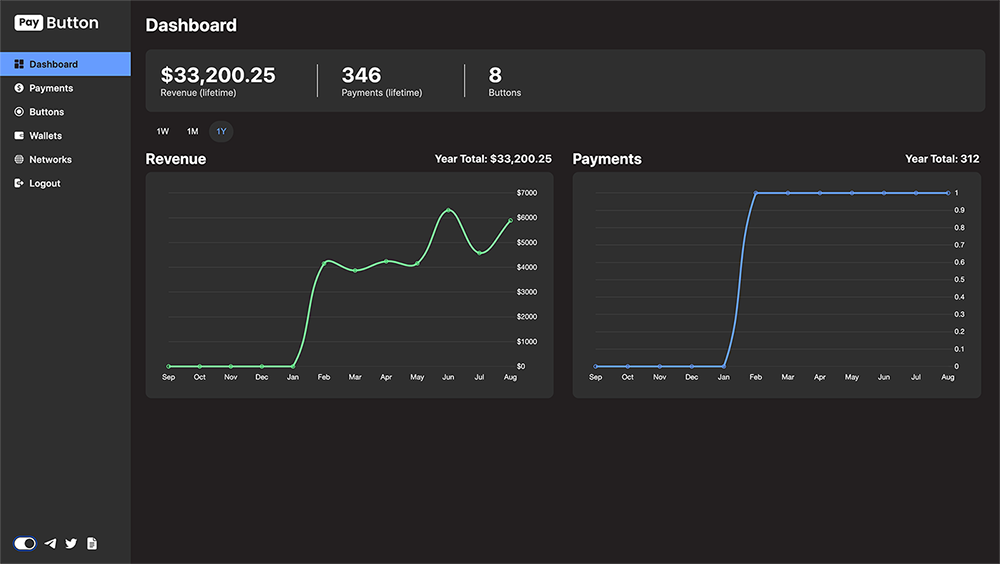 Pay Button
Dashboard
Payments
Buttons
Wallets
Networks
Logout
Dashboard
$33,200.25
Revenue (lifetime)
346
Payments (lifetime)
8
Buttons
1W 1M 1Y
Revenue
Year Total: $33,200.25
$7000
$6000
$5000
$4000
$3000
$2000
$1000
$0
Sep Oct Nov Dec Jan Feb Mar Apr May Jun Jul Aug
Payments
Year Total: 312
1
0.9
0.8
0.7
0.6
0.5
0.4
0.3
0.2
0.1
0
Sep Oct Nov Dec Jan Feb Mar Apr May Jun Jul Aug